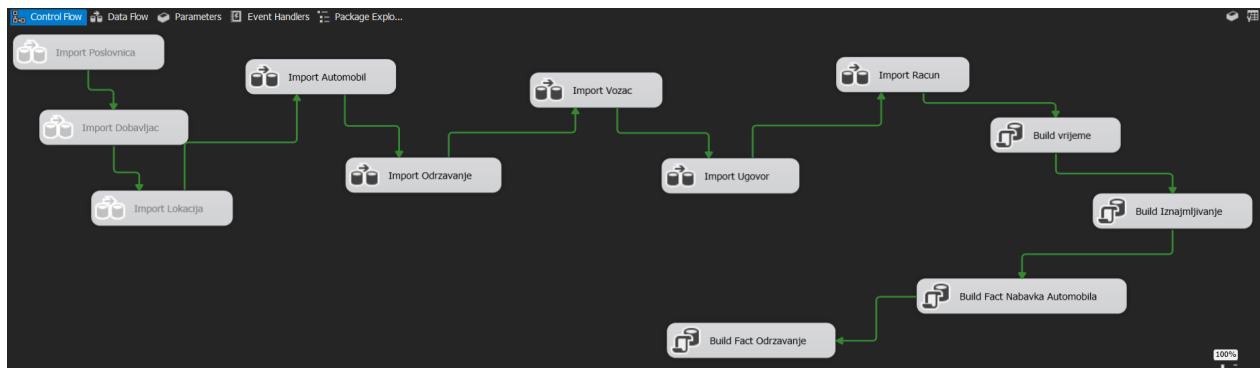 Control Flow Data Flow Parameters Event Handlers Package Explo...
Import Poslovnica
Import Dobavljac
Import Lokacija
Import Automobil
Import Odrzavanje
Import Vozac
Import Ugovor
Import Racun
Build vrijeme
Build Iznajmljivanje
Build Fact Nabavka Automobila
Build Fact Odrzavanje
100%